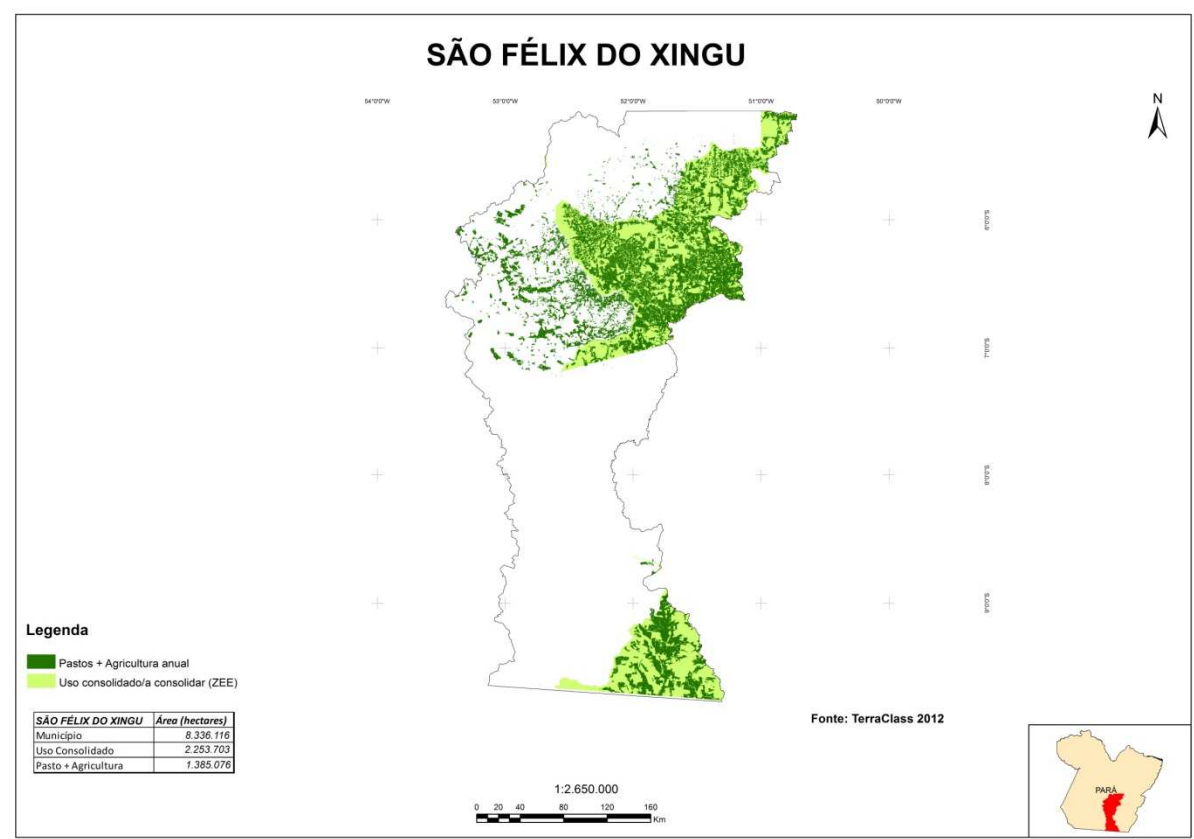 SÃO FÉLIX DO XINGU
54°0'0"W 53°0'0"W 52°0'0"W 51°0'0"W 50°0'0"W
N
6°0'0"S
7°0'0"S
8°0'0"S
9°0'0"S
Legenda
Pastos + Agricultura anual
Uso consolidado/a consolidar (ZEE)
SÃO FÉLIX DO XINGU Área (hectares)
Município 8.336.116
Uso Consolidado 2.253.703
Pasto + Agricultura 1.385.076
Fonte: TerraClass 2012
1:2.650.000
0 20 40 80 120 160
Km
PARÁ